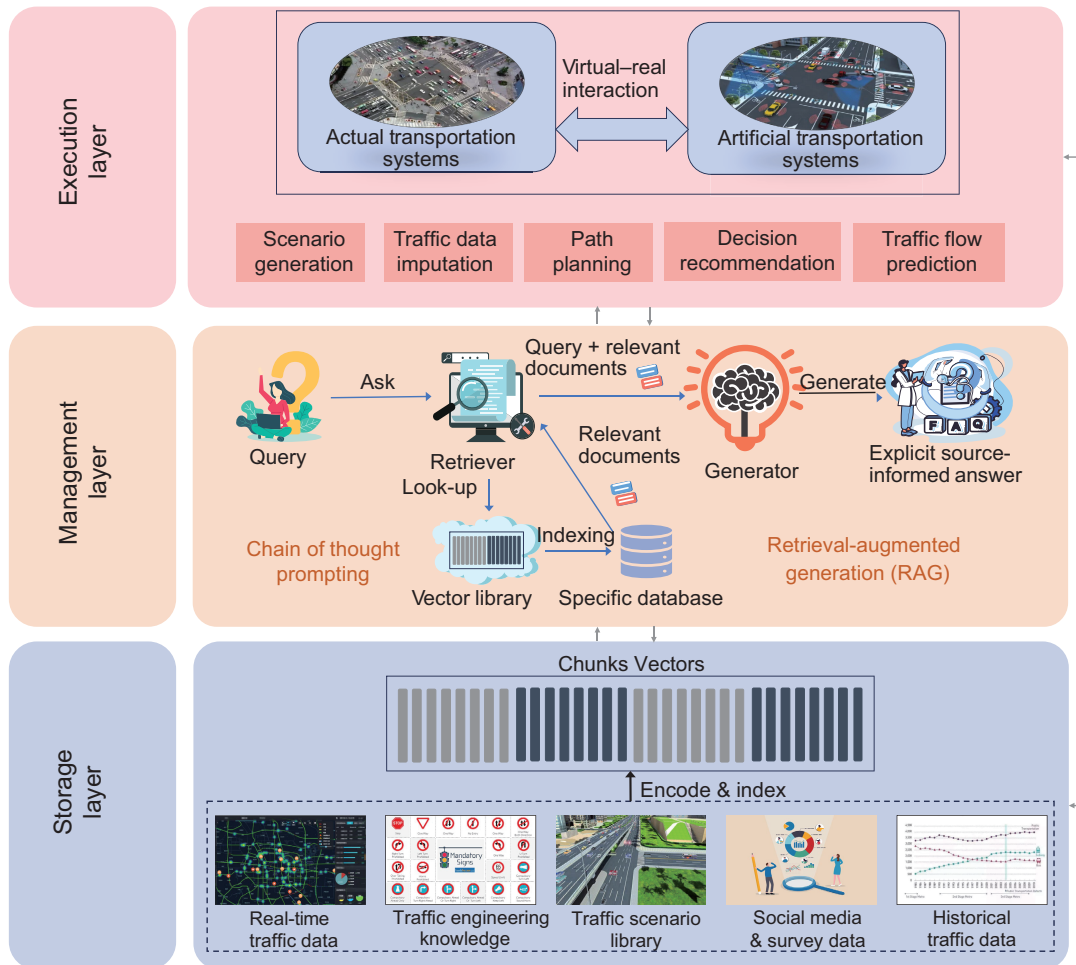 Execution
layer
Virtual–real
interaction
Actual transportation
systems
Artificial transportation
systems
Scenario
generation
Traffic data
imputation
Path
planning
Decision
recommendation
Traffic flow
prediction
Management
layer
Query
Ask
Retriever
Look-up
Query + relevant
documents
Relevant
documents
Generator
Generate
FAQ
Explicit source-
informed answer
Chain of thought
prompting
Vector library
Indexing
Specific database
Retrieval-augmented
generation (RAG)
Storage
layer
Chunks Vectors
Encode & index
STOP
Mandatory
Signs
Real-time
traffic data
Traffic engineering
knowledge
Traffic scenario
library
Social media
& survey data
Historical
traffic data